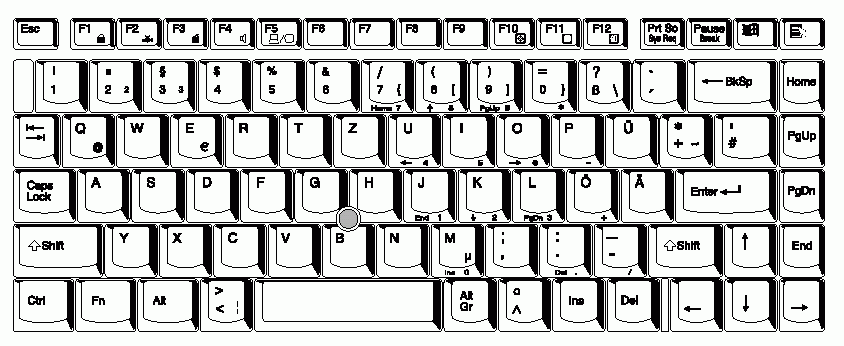 Esc F1 F2 F3 F4 F5 F6 F7 F8 F9 F10 F11 F12 Prt Sc Pause
Sys Req Break
! " § $ % & / ( ) = ? ` ← BkSp Home
1 2 2 3 3 4 5 6 7 { 8 [ 9 ] 0 } ß \ ´
Home 7 ↑ 8 PgUp 9 *
Q W E R T Z U I O P Ü * ' PgUp
@ € + ~ #
← 4 5 → 6 -
Caps A S D F G H J K L Ö Ä Enter PgDn
Lock
End 1 ↓ 2 PgDn 3 +
⇧Shift Y X C V B N M ; : — ⇧Shift ↑ End
µ , . -
Ins 0 Del . /
Ctrl Fn Alt > Alt ° Ins Del ← ↓ →
< ¦ Gr ^